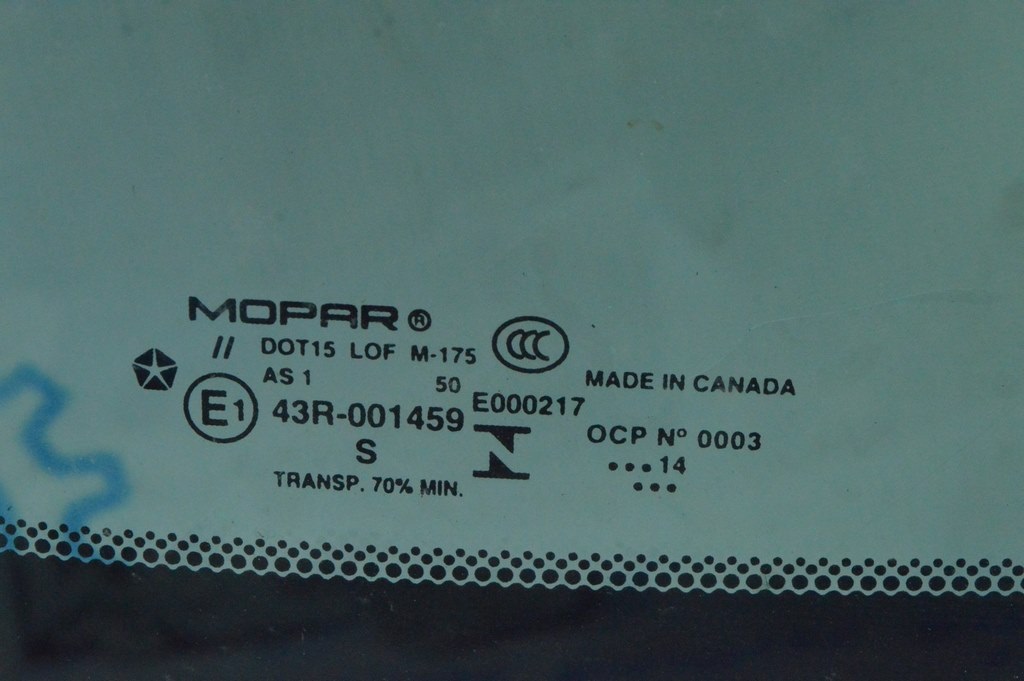 MOPAR®
// DOT15 LOF M-175 CCC
AS 1 50
MADE IN CANADA
E1 43R-001459 E000217
S
OCP Nº 0003
•••14
•••
TRANSP. 70% MIN.